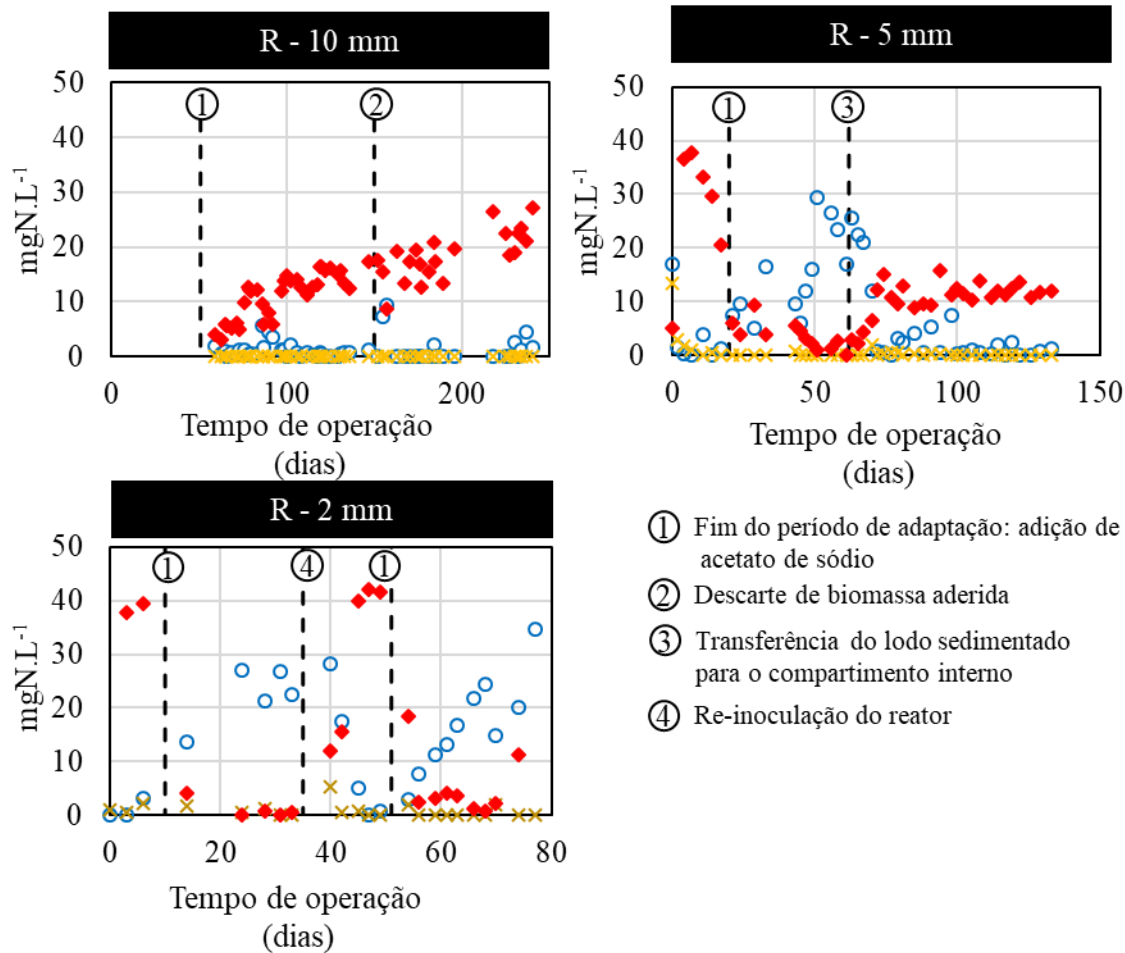 R - 10 mm
50
40
30
20
10
0
mgN.L⁻¹
1
2
0
100
200
Tempo de operação
(dias)
R - 5 mm
50
40
30
20
10
0
mgN.L⁻¹
1
3
0
50
100
150
Tempo de operação
(dias)
R - 2 mm
50
40
30
20
10
0
mgN.L⁻¹
1
4
1
0
20
40
60
80
Tempo de operação
(dias)
1 Fim do período de adaptação: adição de
acetato de sódio
2 Descarte de biomassa aderida
3 Transferência do lodo sedimentado
para o compartimento interno
4 Re-inoculação do reator